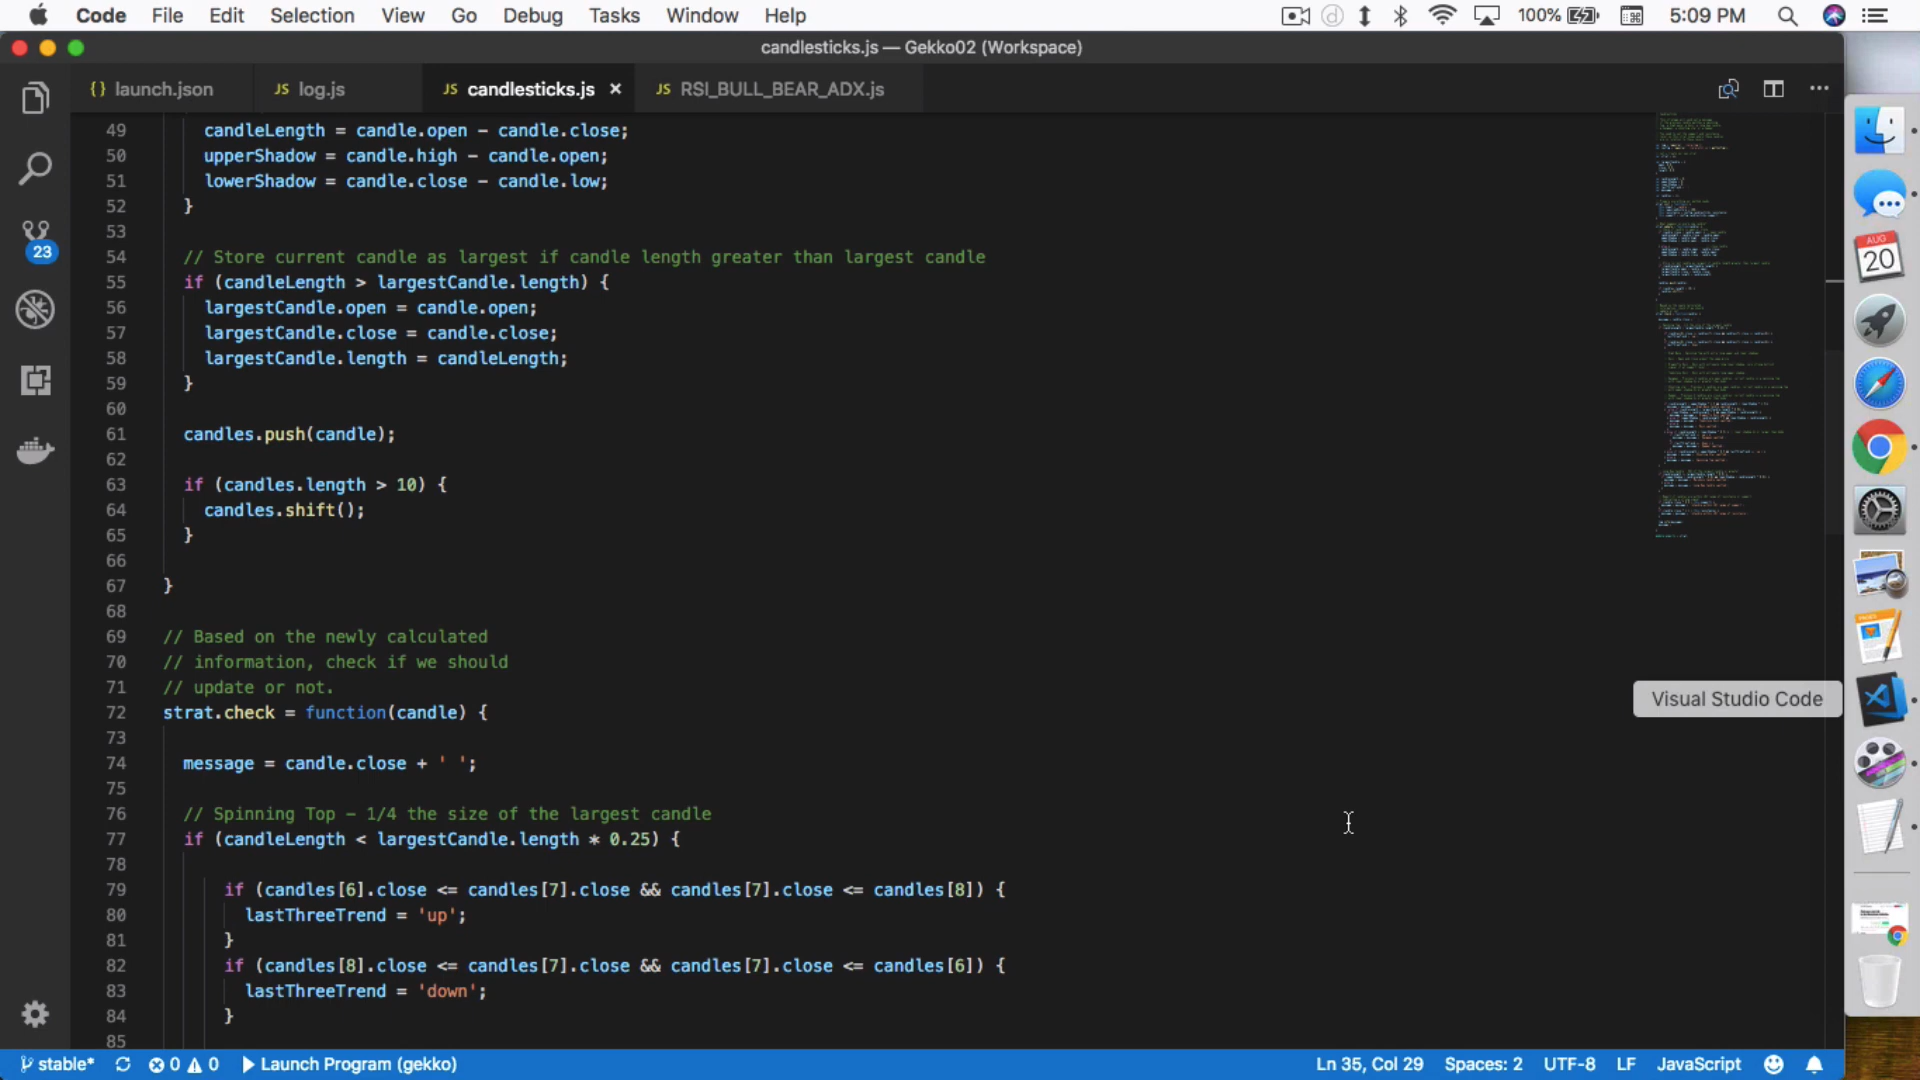 Code File Edit Selection View Go Debug Tasks Window Help 100% 5:09 PM
candlesticks.js — Gekko02 (Workspace)
{} launch.json JS log.js JS candlesticks.js × JS RSI_BULL_BEAR_ADX.js
49 candleLength = candle.open - candle.close;
50 upperShadow = candle.high - candle.open;
51 lowerShadow = candle.close - candle.low;
52 }
53
54 // Store current candle as largest if candle length greater than largest candle
55 if (candleLength > largestCandle.length) {
56 largestCandle.open = candle.open;
57 largestCandle.close = candle.close;
58 largestCandle.length = candleLength;
59 }
60
61 candles.push(candle);
62
63 if (candles.length > 10) {
64 candles.shift();
65 }
66
67 }
68
69 // Based on the newly calculated
70 // information, check if we should
71 // update or not.
72 strat.check = function(candle) {
73
74 message = candle.close + ' ';
75
76 // Spinning Top – 1/4 the size of the largest candle
77 if (candleLength < largestCandle.length * 0.25) {
78
79 if (candles[6].close <= candles[7].close && candles[7].close <= candles[8]) {
80 lastThreeTrend = 'up';
81 }
82 if (candles[8].close <= candles[7].close && candles[7].close <= candles[6]) {
83 lastThreeTrend = 'down';
84 }
85
23
AUG
20
PAGES
Visual Studio Code
stable* 0 0 Launch Program (gekko) Ln 35, Col 29 Spaces: 2 UTF-8 LF JavaScript